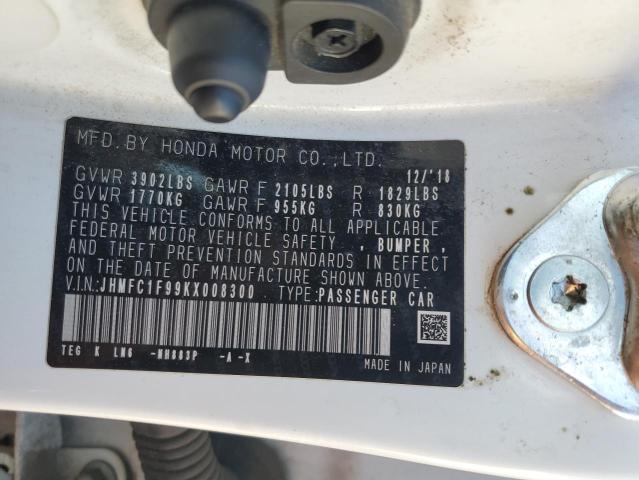 MFD. BY HONDA MOTOR CO., LTD.
12/'18
GVWR 3902LBS GAWR F 2105LBS R 1829LBS
GVWR 1770KG GAWR F 955KG R 830KG
THIS VEHICLE CONFORMS TO ALL APPLICABLE
FEDERAL MOTOR VEHICLE SAFETY , BUMPER ,
AND THEFT PREVENTION STANDARDS IN EFFECT
ON THE DATE OF MANUFACTURE SHOWN ABOVE.
V.I.N: JHMFC1F99KX008300 TYPE: PASSENGER CAR
TEG K LMG -NH883P -A -X
MADE IN JAPAN